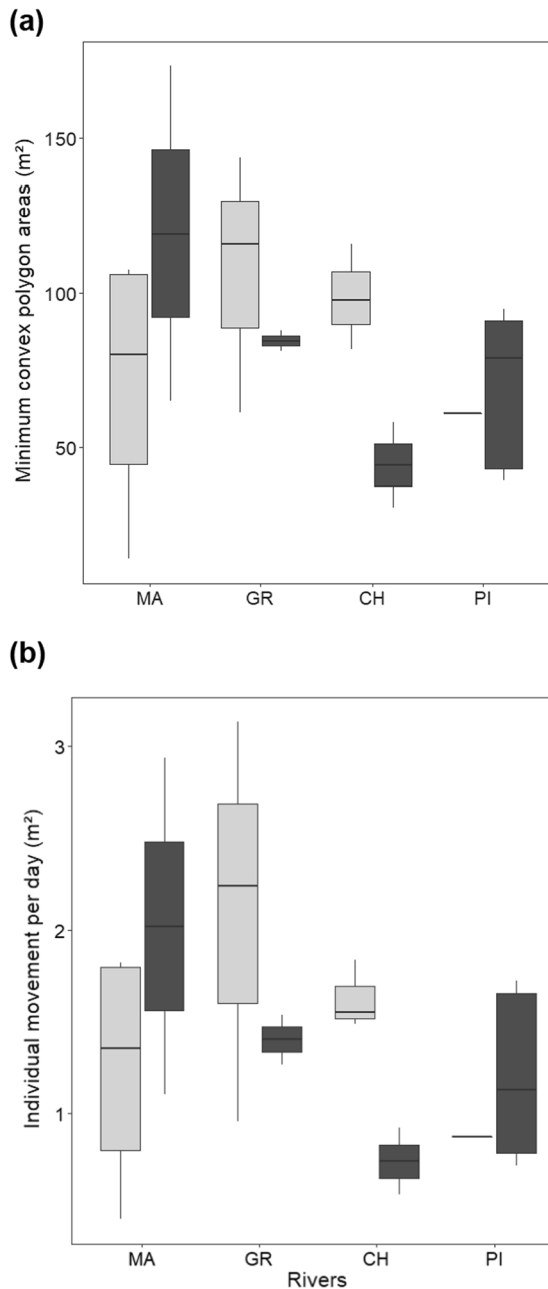 (a)
Minimum convex polygon areas (m²)
150
100
50
MA GR CH PI
(b)
Individual movement per day (m²)
3
2
1
MA GR CH PI
Rivers